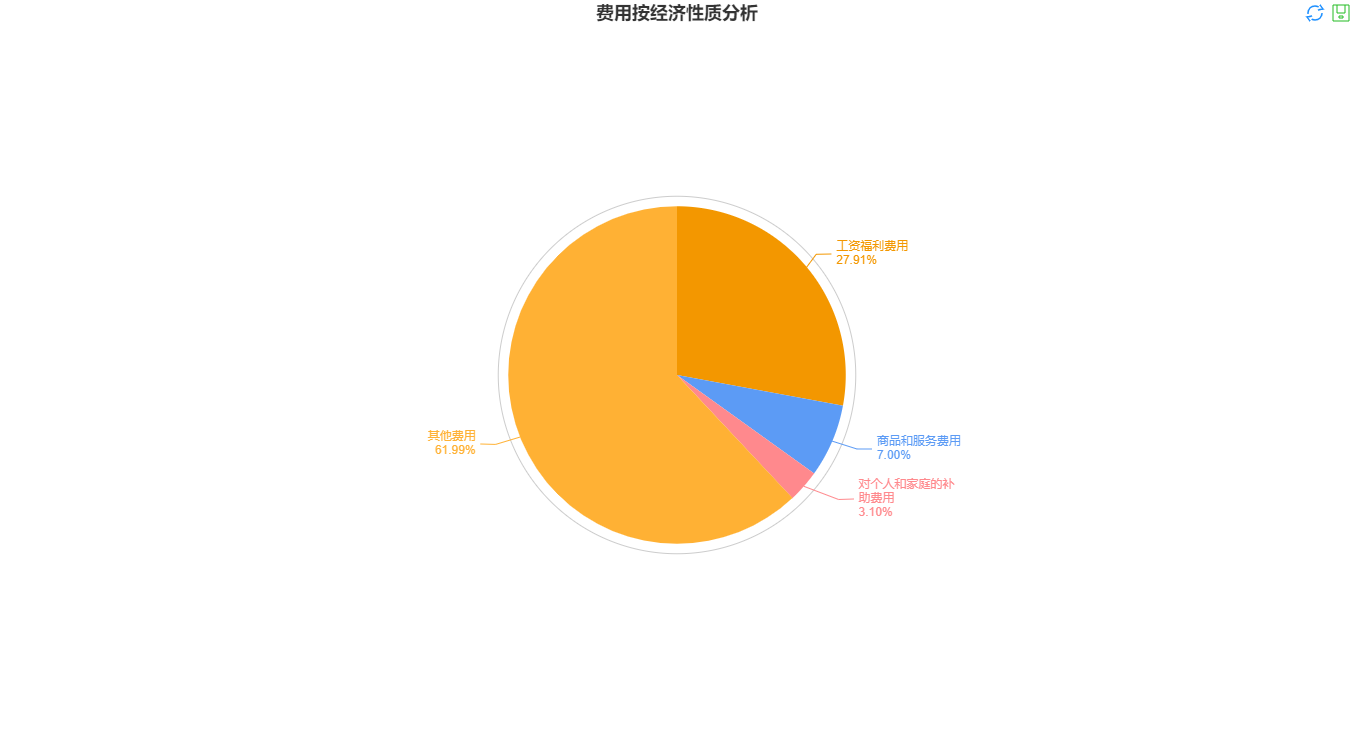 费用按经济性质分析
工资福利费用
27.91%
其他费用
61.99%
商品和服务费用
7.00%
对个人和家庭的补
助费用
3.10%